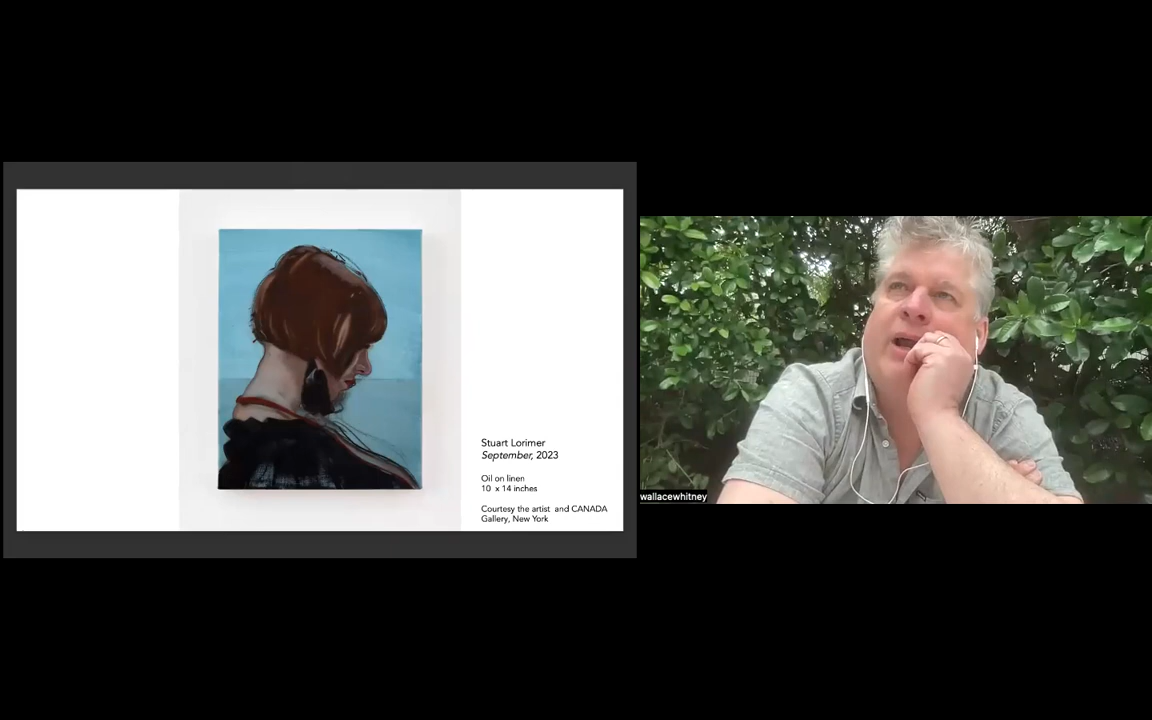 Stuart Lorimer
September, 2023
Oil on linen
10 x 14 inches
Courtesy the artist and CANADA
Gallery, New York
wallacewhitney